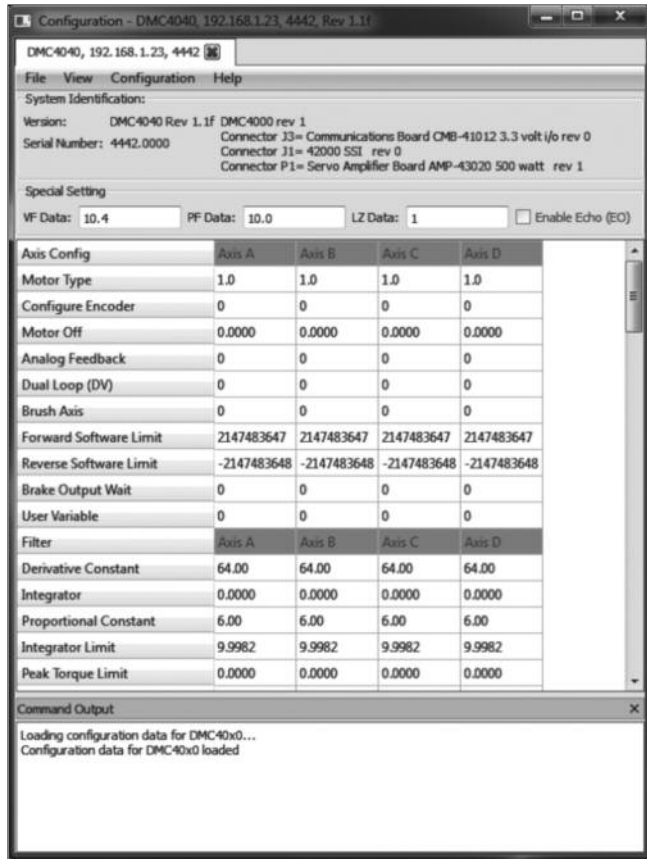 Configuration - DMC4040, 192.168.1.23, 4442, Rev 1.1f
DMC4040, 192.168.1.23, 4442
File View Configuration Help
System Identification:
Version: DMC4040 Rev 1.1f DMC4000 rev 1
Serial Number: 4442.0000
Connector J3= Communications Board CMB-41012 3.3 volt i/o rev 0
Connector J1= 42000 SSI rev 0
Connector P1= Servo Amplifier Board AMP-43020 500 watt rev 1
Special Setting
VF Data: 10.4 PF Data: 10.0 LZ Data: 1 Enable Echo (EO)
Axis Config Axis A Axis B Axis C Axis D
Motor Type 1.0 1.0 1.0 1.0
Configure Encoder 0 0 0 0
Motor Off 0.0000 0.0000 0.0000 0.0000
Analog Feedback 0 0 0 0
Dual Loop (DV) 0 0 0 0
Brush Axis 0 0 0 0
Forward Software Limit 2147483647 2147483647 2147483647 2147483647
Reverse Software Limit -2147483648 -2147483648 -2147483648 -2147483648
Brake Output Wait 0 0 0 0
User Variable 0 0 0 0
Filter Axis A Axis B Axis C Axis D
Derivative Constant 64.00 64.00 64.00 64.00
Integrator 0.0000 0.0000 0.0000 0.0000
Proportional Constant 6.00 6.00 6.00 6.00
Integrator Limit 9.9982 9.9982 9.9982 9.9982
Peak Torque Limit 0.0000 0.0000 0.0000 0.0000
Command Output
Loading configuration data for DMC40x0...
Configuration data for DMC40x0 loaded